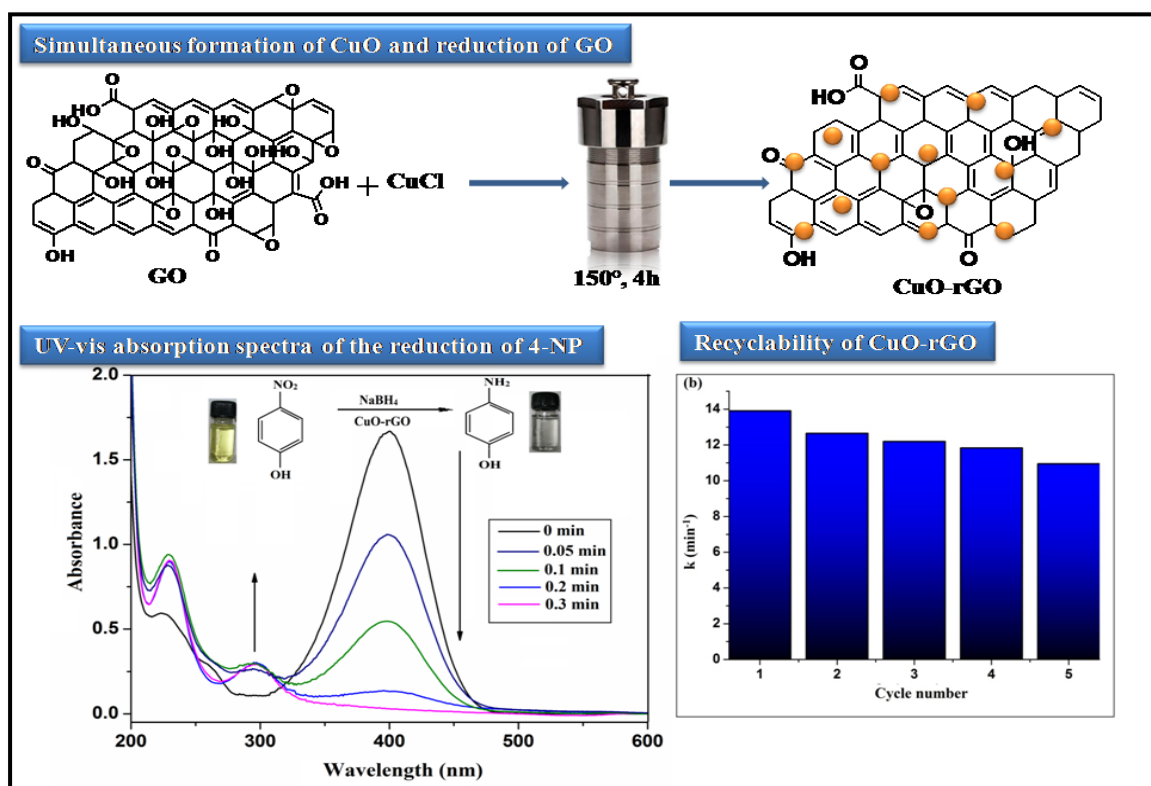 Simultaneous formation of CuO and reduction of GO
O
HO
O
HO
OH
O
HO
O
OH
OH
O
O
O
OH
OH
OH
HO
OH
OH
OH
OH
OH
O
O
OH
O
O
O
OH
GO
+ CuCl
150°, 4h
O
HO
OH
O
O
OH
O
CuO-rGO
UV-vis absorption spectra of the reduction of 4-NP
2.0
1.5
1.0
0.5
0.0
200
300
400
500
600
Absorbance
Wavelength (nm)
NO2
OH
NaBH4
CuO-rGO
NH2
OH
0 min
0.05 min
0.1 min
0.2 min
0.3 min
Recyclability of CuO-rGO
(b)
14
12
10
8
6
4
2
0
k (min-1)
1
2
3
4
5
Cycle number